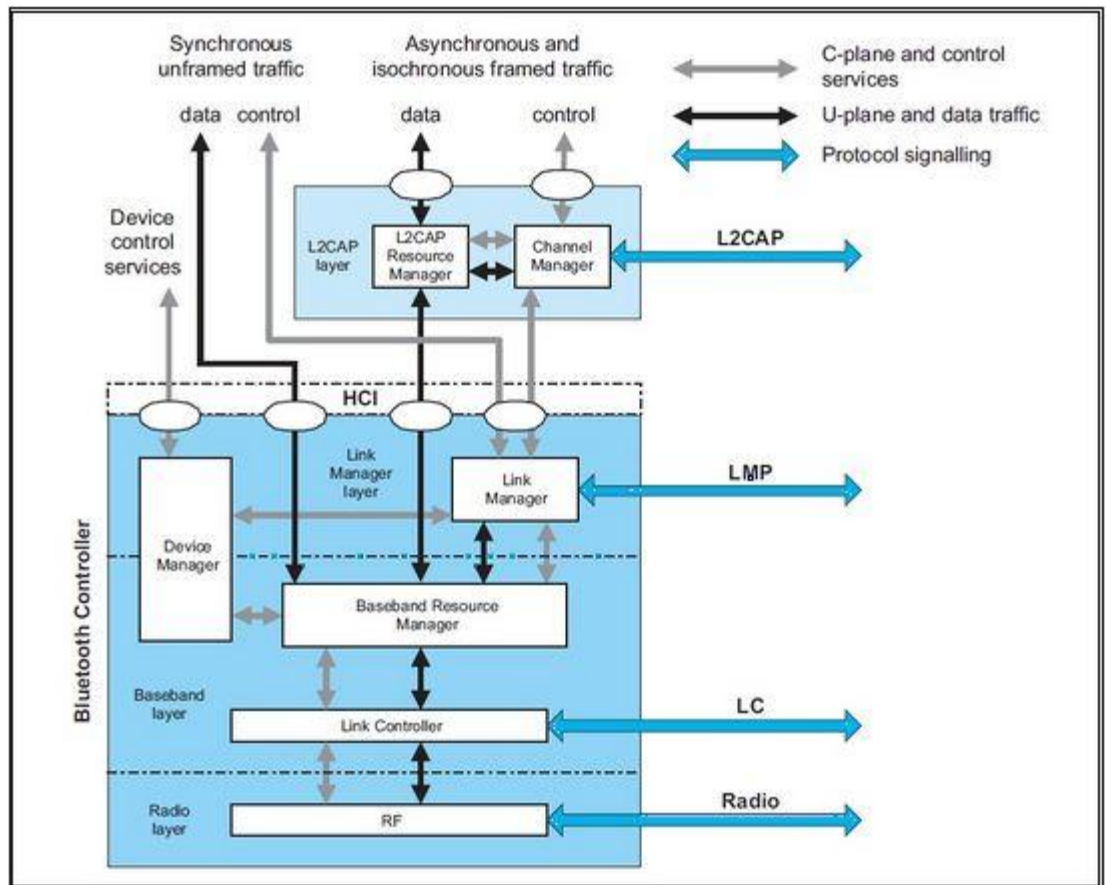 Synchronous
unframed traffic
Asynchronous and
isochronous framed traffic
C-plane and control
services
U-plane and data traffic
Protocol signalling
data control
data
control
Device
control
services
L2CAP
layer
L2CAP
Resource
Manager
Channel
Manager
L2CAP
HCI
Link
Manager
layer
Link
Manager
LMP
Device
Manager
Bluetooth Controller
Baseband Resource
Manager
Baseband
layer
Link Controller
LC
Radio
layer
RF
Radio